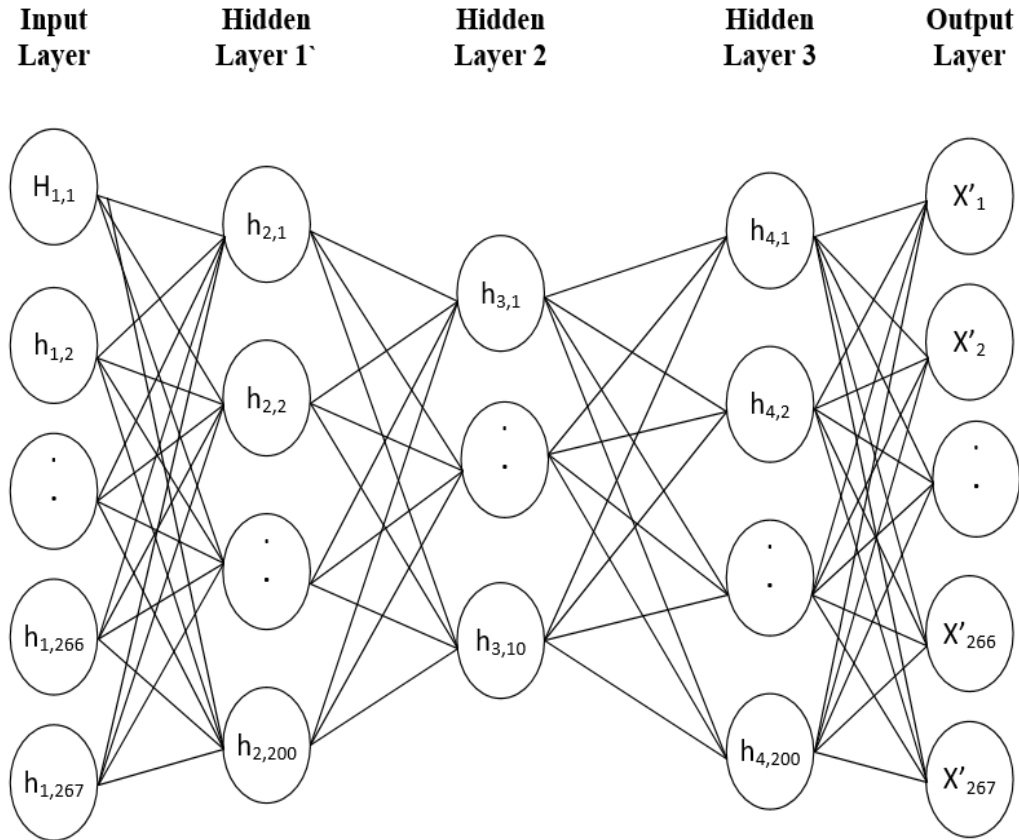 Input Layer
Hidden Layer 1`
Hidden Layer 2
Hidden Layer 3
Output Layer
H1,1
h1,2
:
h1,266
h1,267
h2,1
h2,2
:
h2,200
h3,1
:
h3,10
h4,1
h4,2
:
h4,200
X’1
X’2
:
X’266
X’267